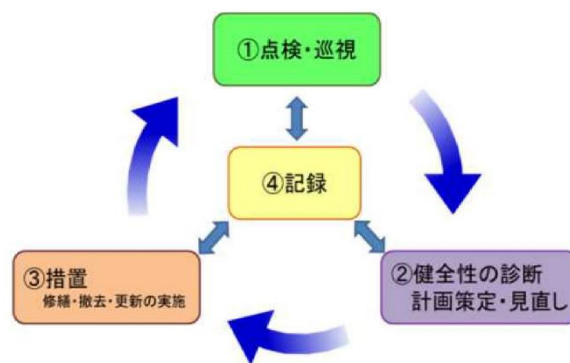 ①点検・巡視
④記録
③措置
修繕・撤去・更新の実施
②健全性の診断
計画策定・見直し